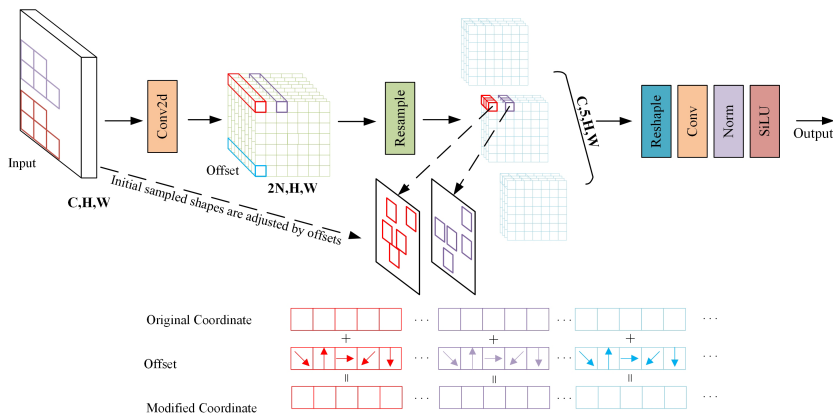 Input
C,H,W
Conv2d
Offset
2N,H,W
Resample
C,5,H,W
Reshaple
Conv
Norm
SiLU
Output
Initial sampled shapes are adjusted by offsets
Original Coordinate
... ... ...
+ + +
Offset
... ... ...
= = =
Modified Coordinate
... ... ...